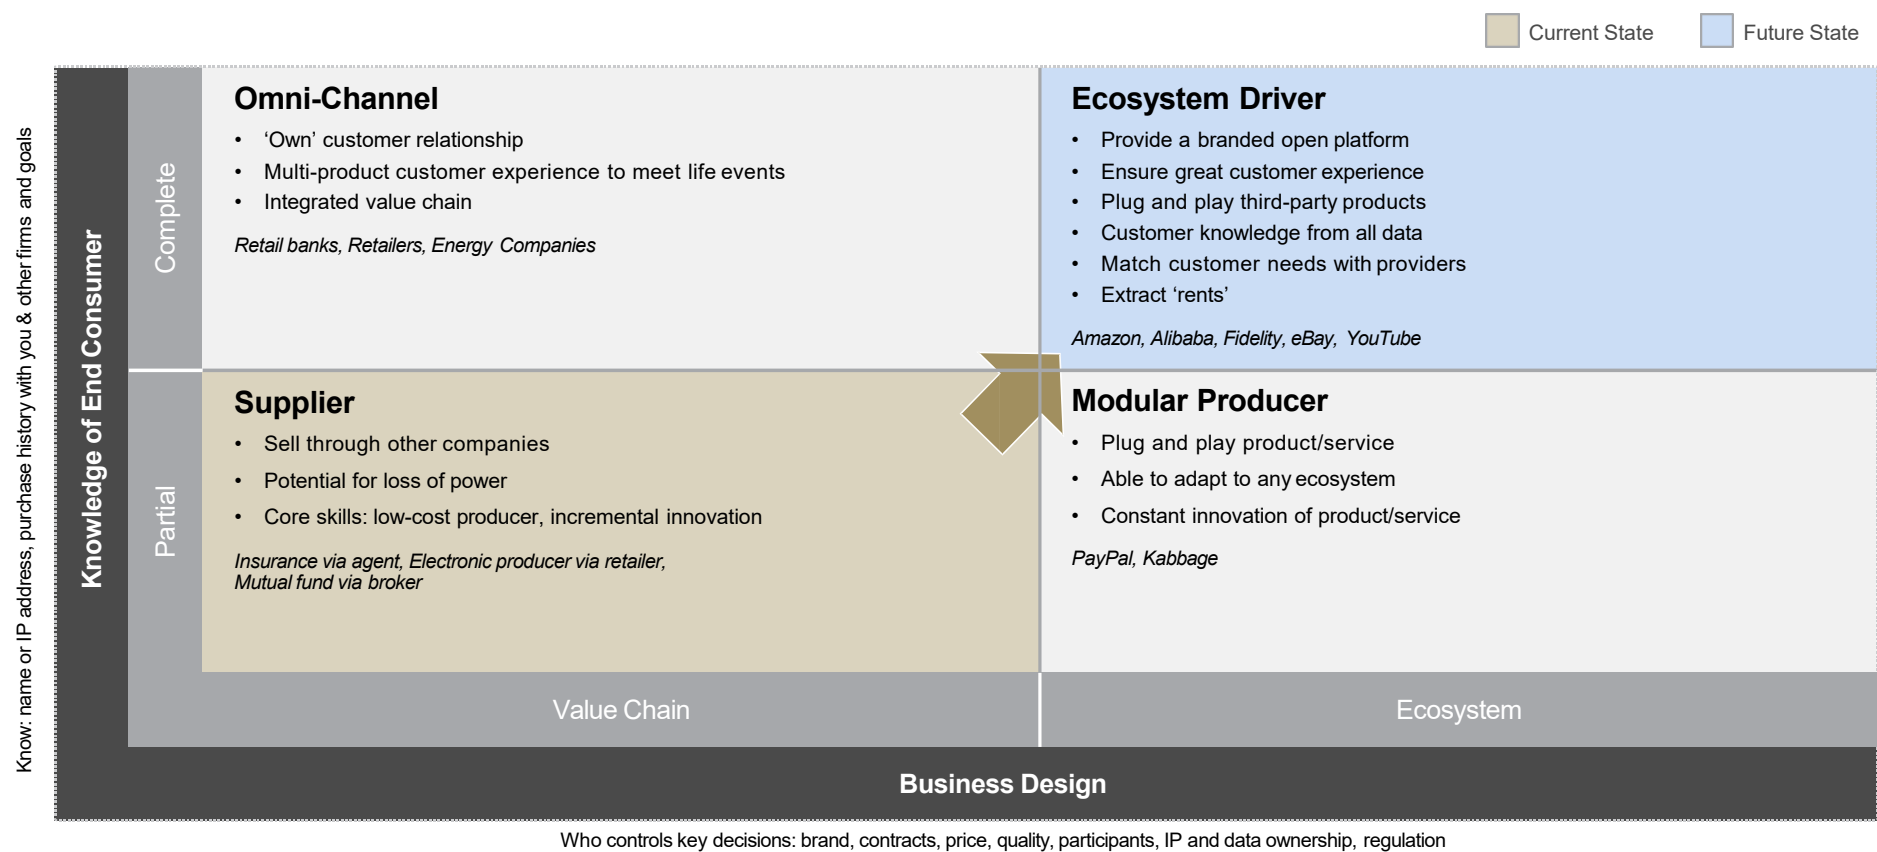 Current State
Future State
Know: name or IP address, purchase history with you & other firms and goals
Knowledge of End Consumer
Complete
Partial
Omni-Channel
• ‘Own’ customer relationship
• Multi-product customer experience to meet life events
• Integrated value chain
Retail banks, Retailers, Energy Companies
Ecosystem Driver
• Provide a branded open platform
• Ensure great customer experience
• Plug and play third-party products
• Customer knowledge from all data
• Match customer needs with providers
• Extract ‘rents’
Amazon, Alibaba, Fidelity, eBay, YouTube
Supplier
• Sell through other companies
• Potential for loss of power
• Core skills: low-cost producer, incremental innovation
Insurance via agent, Electronic producer via retailer,
Mutual fund via broker
Modular Producer
• Plug and play product/service
• Able to adapt to any ecosystem
• Constant innovation of product/service
PayPal, Kabbage
Value Chain
Ecosystem
Business Design
Who controls key decisions: brand, contracts, price, quality, participants, IP and data ownership, regulation